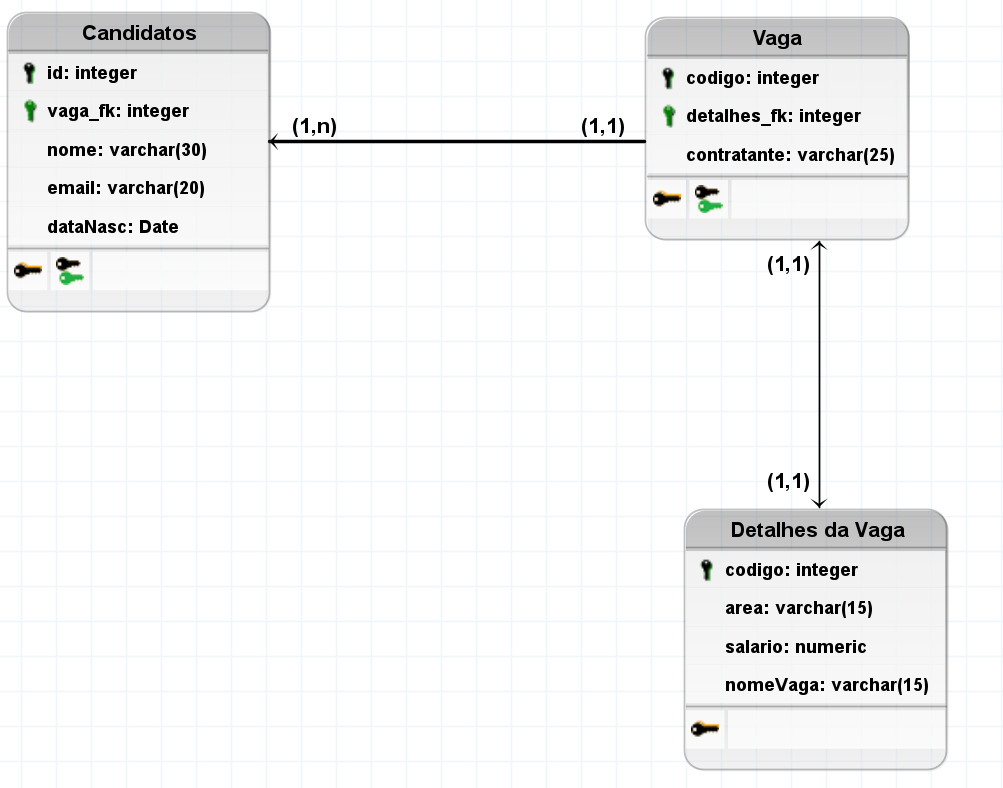 Candidatos
id: integer
vaga_fk: integer
nome: varchar(30)
email: varchar(20)
dataNasc: Date
(1,n)
(1,1)
Vaga
codigo: integer
detalhes_fk: integer
contratante: varchar(25)
(1,1)
(1,1)
Detalhes da Vaga
codigo: integer
area: varchar(15)
salario: numeric
nomeVaga: varchar(15)